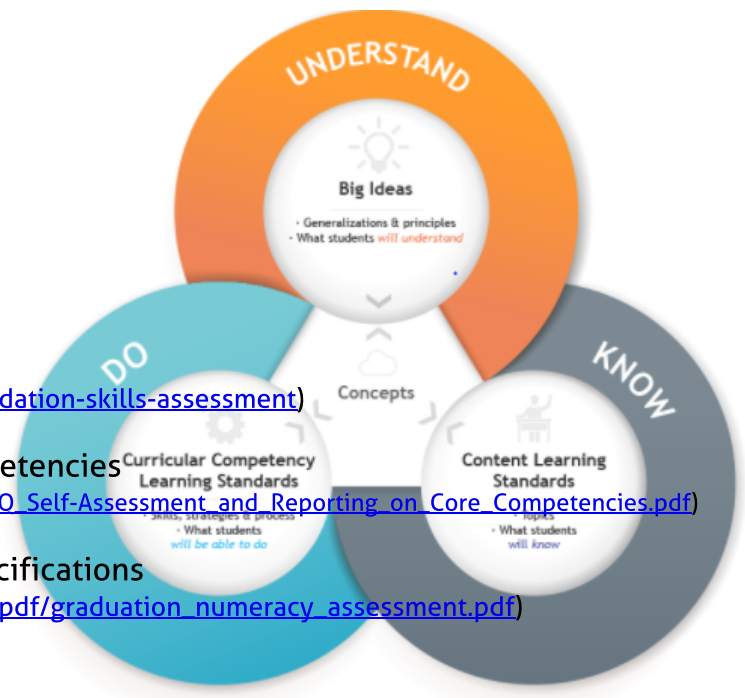 UNDERSTAND
Big Ideas
· Generalizations & principles
· What students will understand
DO
KNOW
Concepts
dation-skills-assessment)
etencies
Curricular Competency
Learning Standards
O_Self-Assessment_and_Reporting_on_Core_Competencies.pdf)
· Skills, strategies & process
· What students
will be able to do
Content Learning
Standards
· Topics
· What students
will know
cifications
pdf/graduation_numeracy_assessment.pdf)